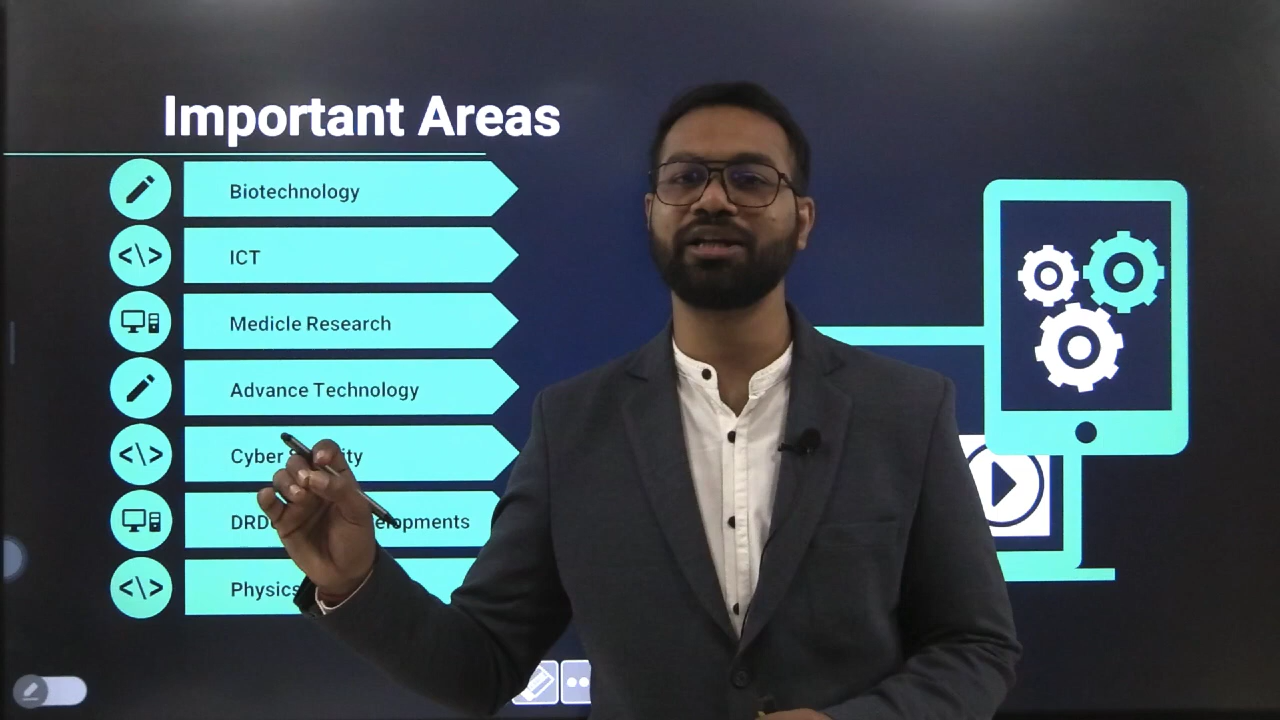 Important Areas
Biotechnology
ICT
Medicle Research
Advance Technology
Cyber
Physics